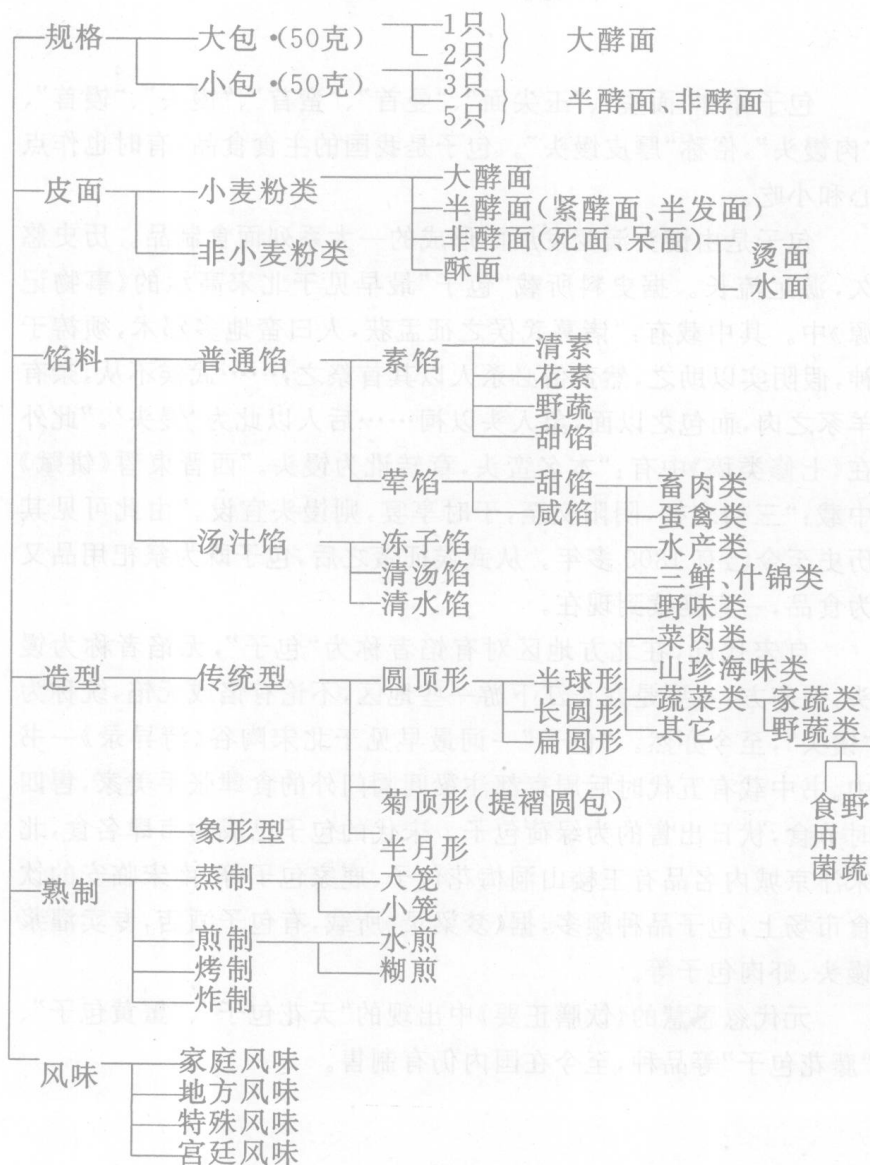 规格 大包·(50克) 1只
2只 大酵面
小包·(50克) 3只
5只 半酵面、非酵面
皮面 小麦粉类 大酵面
半酵面(紧酵面、半发面)
非小麦粉类 非酵面(死面、呆面) 烫面
酥面 水面
馅料 普通馅 素馅 清素
花素
野蔬
甜馅
荤馅 甜馅 畜肉类
咸馅 蛋禽类
汤汁馅 冻子馅 水产类
清汤馅 三鲜、什锦类
清水馅 野味类
菜肉类
造型 传统型 圆顶形 半球形 山珍海味类
长圆形 蔬菜类 家蔬类
扁圆形 其它 野蔬类
菊顶形(提褶圆包) 食用菌 野蔬
象形型 半月形
熟制 蒸制 大笼
小笼
煎制 水煎
烤制 糊煎
炸制
风味 家庭风味
地方风味
特殊风味
宫廷风味